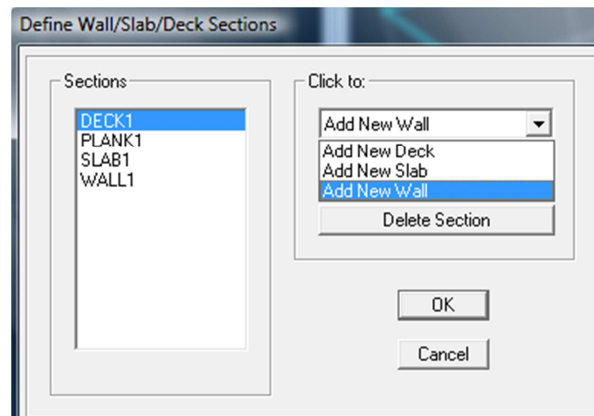 Define Wall/Slab/Deck Sections
Sections
DECK1
PLANK1
SLAB1
WALL1
Click to:
Add New Wall
Add New Deck
Add New Slab
Add New Wall
Delete Section
OK
Cancel